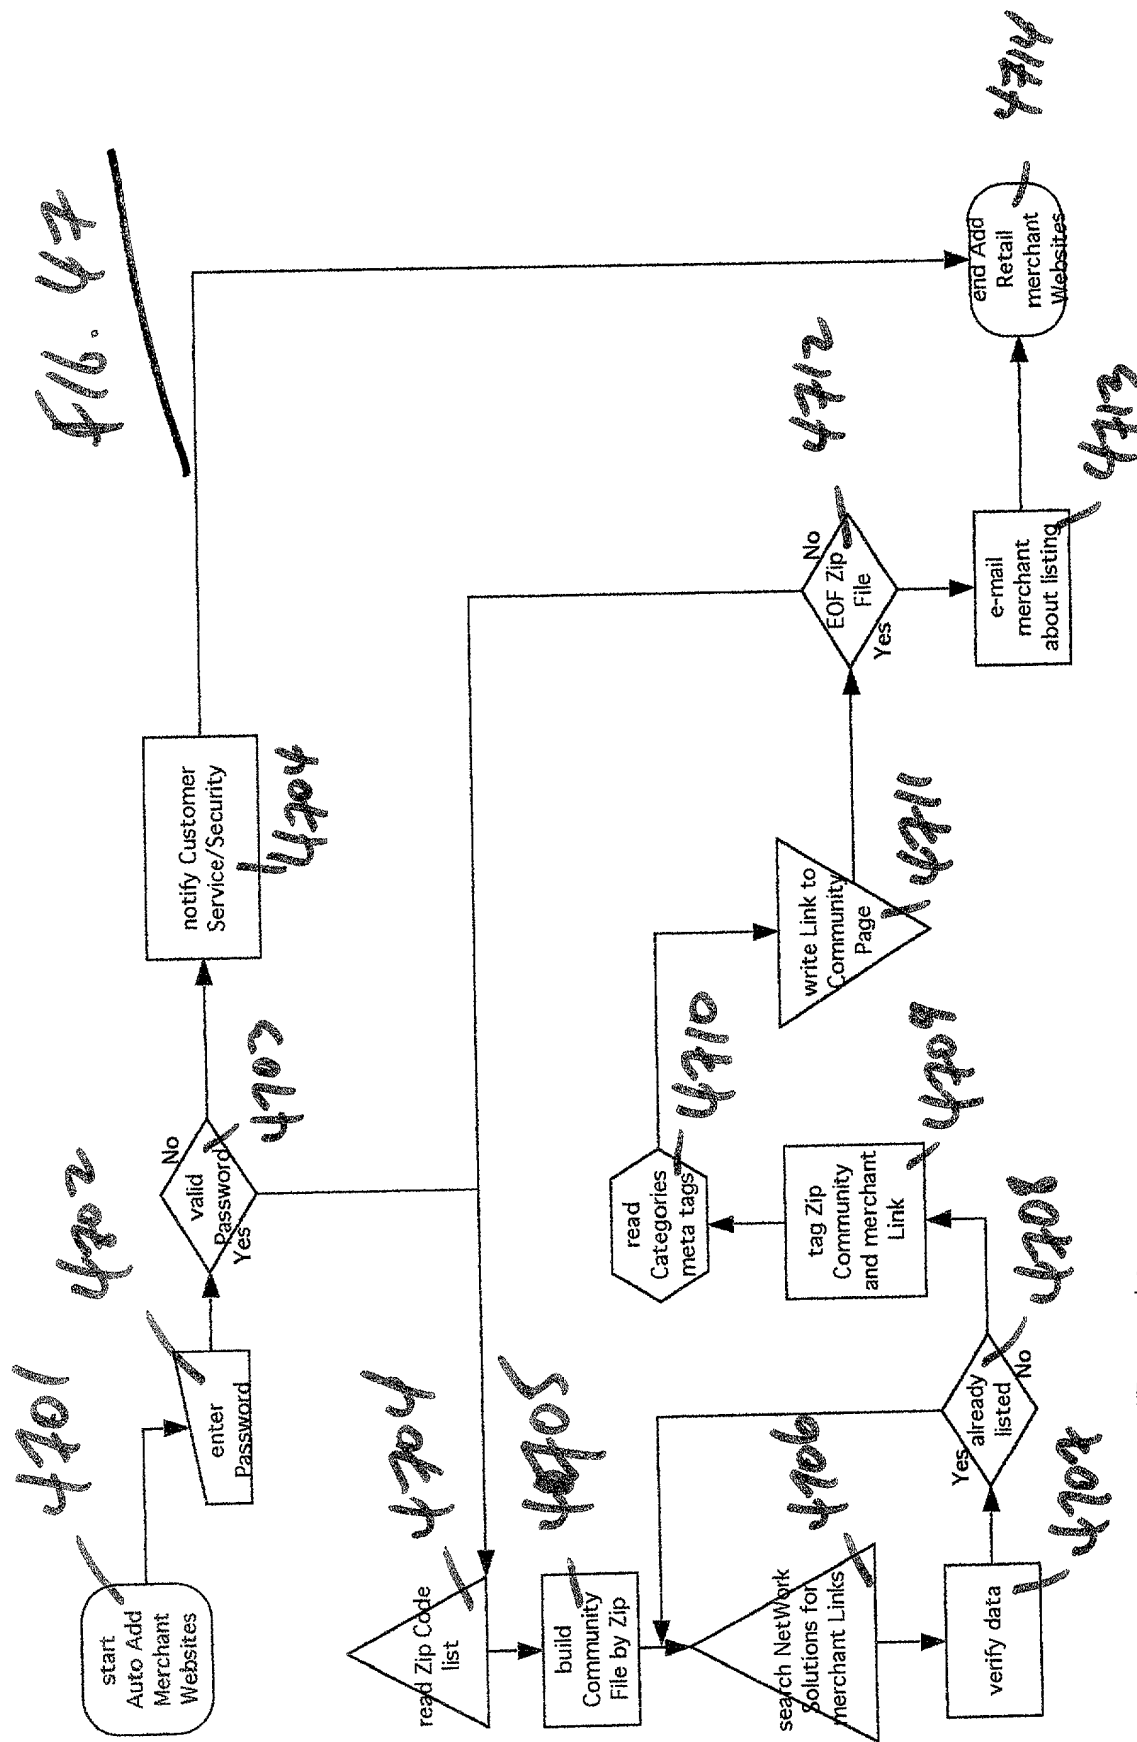 FIG. 47
4701
start
Auto Add
Merchant
Websites
4702
enter
Password
4703
valid
Password
No
Yes
notify Customer
Service/Security
4704
4704
read Zip Code
list
4705
build
Community
File by Zip
4706
search NetWork
Solutions for
merchant Links
verify data
4707
Yes
already
listed
No
4708
tag Zip
Community
and merchant
Link
4709
read
Categories
meta tags
4710
write Link to
Community
Page
4711
No
EOF Zip
File
Yes
4712
e-mail
merchant
about listing
4713
end Add
Retail
merchant
Websites
4714